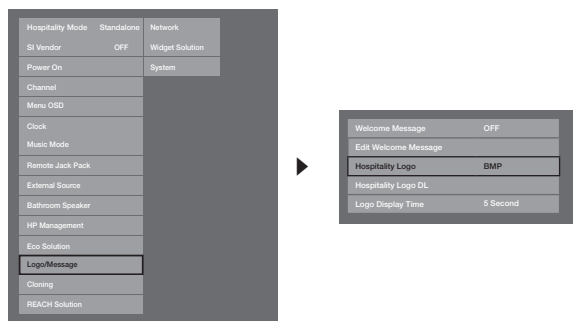 Hospitality Mode Standalone Network
SI Vendor OFF Widget Solution
Power On System
Channel
Menu OSD
Clock
Music Mode
Remote Jack Pack
External Source
Bathroom Speaker
HP Management
Eco Solution
Logo/Message
Cloning
REACH Solution
Welcome Message OFF
Edit Welcome Message
Hospitality Logo BMP
Hospitality Logo DL
Logo Display Time 5 Second